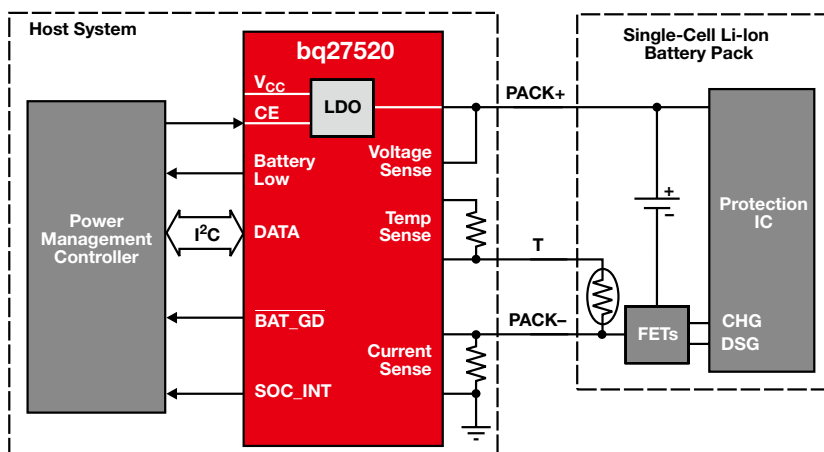 Host System
Single-Cell Li-Ion
Battery Pack
bq27520
VCC
LDO
CE
PACK+
Battery
Low
Voltage
Sense
Power
Management
Controller
I2C
DATA
Temp
Sense
T
+
−
Protection
IC
BAT_GD
PACK−
FETs
CHG
DSG
Current
Sense
SOC_INT